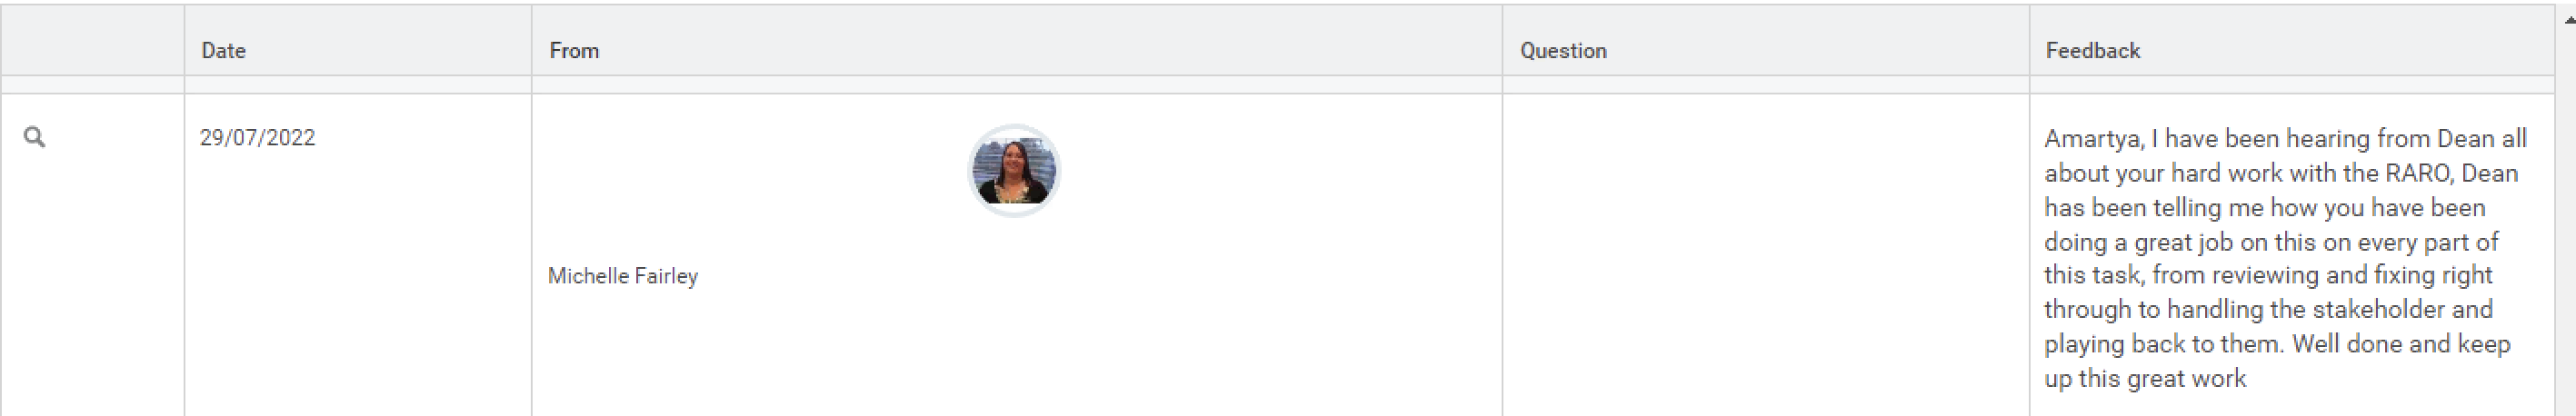 Date From Question Feedback
29/07/2022
Michelle Fairley
Amartya, I have been hearing from Dean all
about your hard work with the RARO, Dean
has been telling me how you have been
doing a great job on this on every part of
this task, from reviewing and fixing right
through to handling the stakeholder and
playing back to them. Well done and keep
up this great work